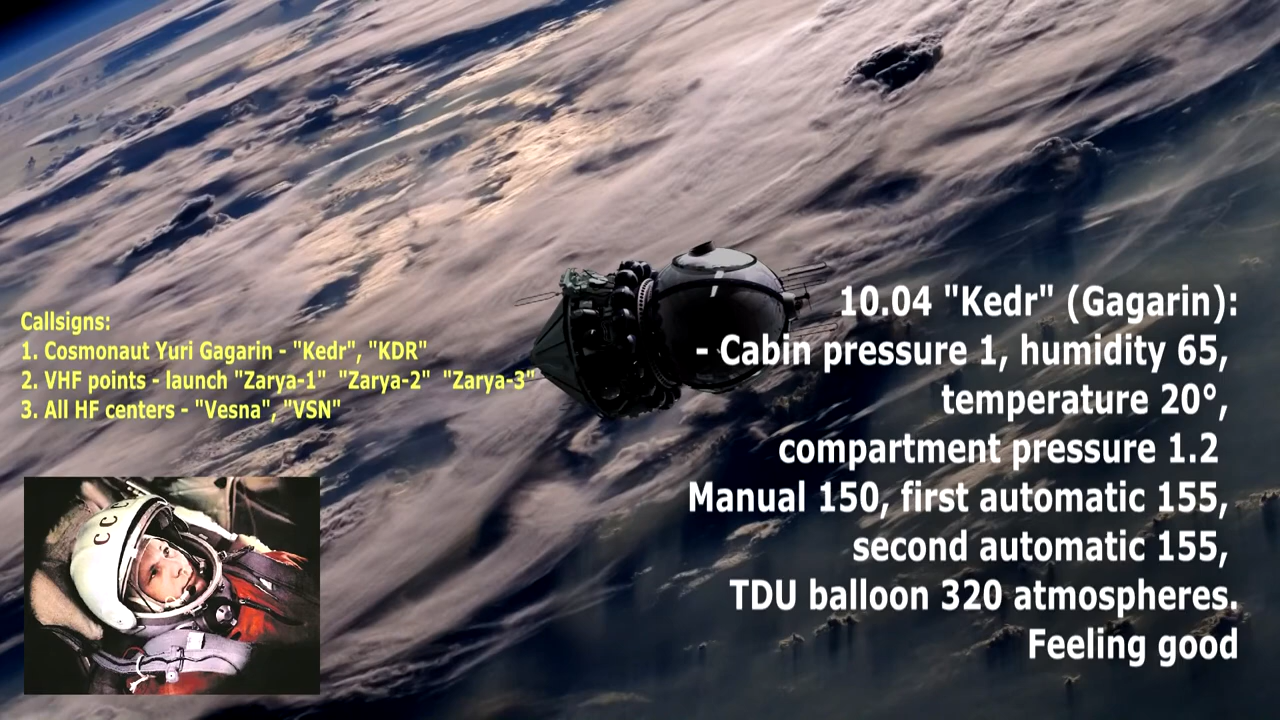 Callsigns:
1. Cosmonaut Yuri Gagarin - "Kedr", "KDR"
2. VHF points - launch "Zarya-1" "Zarya-2" "Zarya-3"
3. All HF centers - "Vesna", "VSN"
10.04 "Kedr" (Gagarin):
- Cabin pressure 1, humidity 65,
temperature 20°,
compartment pressure 1.2
Manual 150, first automatic 155,
second automatic 155,
TDU balloon 320 atmospheres.
Feeling good